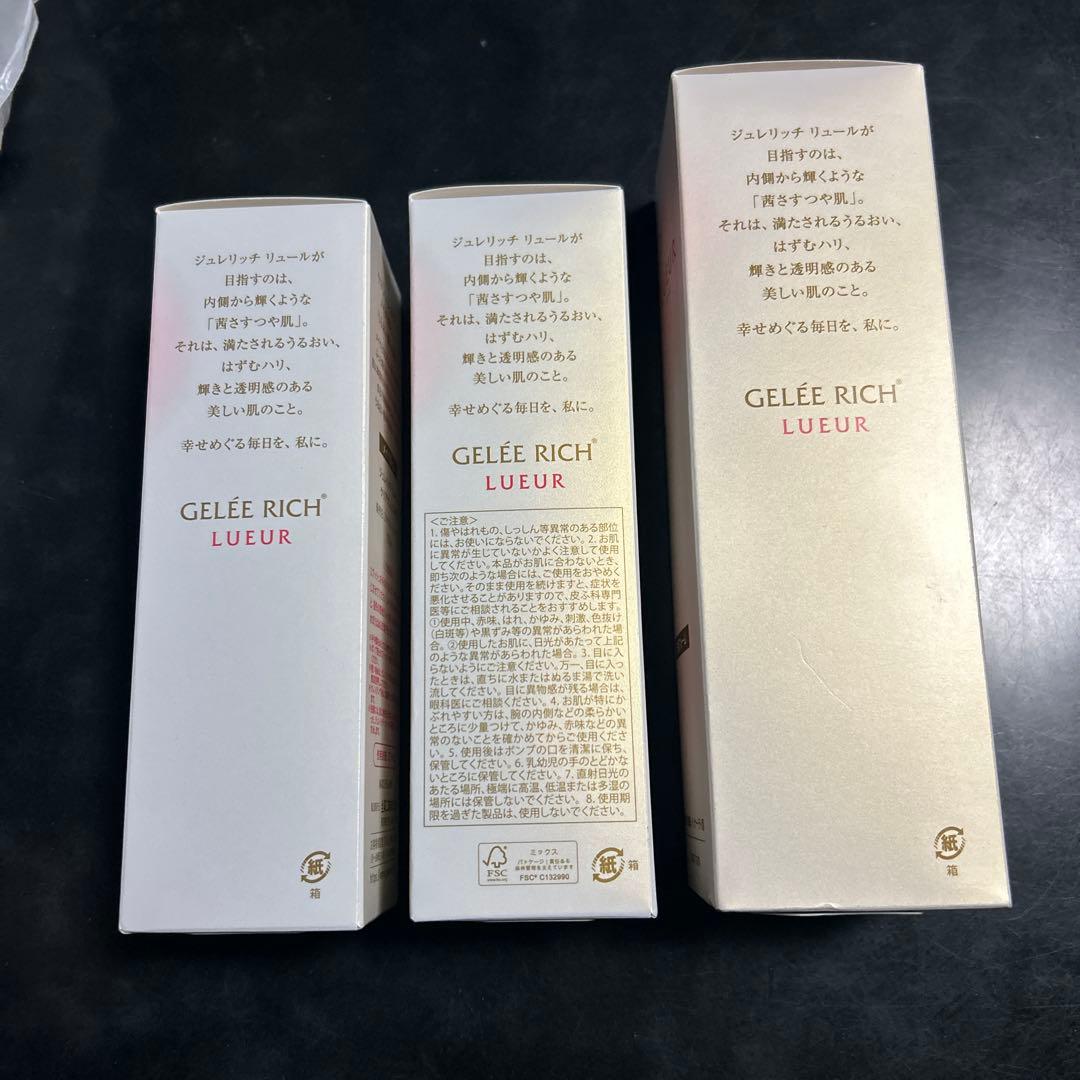 ジュレリッチ リュールが
目指すのは、
内側から輝くような
「茜さすつや肌」。
それは、満たされるうるおい、
はずむハリ、
輝きと透明感のある
美しい肌のこと。
幸せめぐる毎日を、私に。
GELÉE RICH®
LUEUR
紙
箱
ジュレリッチ リュールが
目指すのは、
内側から輝くような
「茜さすつや肌」。
それは、満たされるうるおい、
はずむハリ、
輝きと透明感のある
美しい肌のこと。
幸せめぐる毎日を、私に。
GELÉE RICH®
LUEUR
<ご注意>
1. 傷やはれもの、しっしん等異常のある部位
には、お使いにならないでください。2. お肌
に異常が生じていないかよく注意して使用
してください。本品がお肌に合わないとき、
即ち次のような場合には、ご使用をおやめく
ださい。そのまま使用を続けますと、症状を
悪化させることがありますので、皮ふ科専門
医等にご相談されることをおすすめします。
①使用中、赤味、はれ、かゆみ、刺激、色抜け
(白斑等)や黒ずみ等の異常があらわれた場
合。②使用したお肌に、日光があたって上記
のような異常があらわれた場合。3. 目に入
らないようにご注意ください。万一、目に入っ
たときは、直ちに水またはぬるま湯で洗い
流してください。目に異物感が残る場合は、
眼科医にご相談ください。4. お肌が特にか
ぶれやすい方は、腕の内側などの柔らかい
ところに少量つけて、かゆみ、赤味などの異
常のないことを確かめてからご使用くださ
い。5. 使用後はポンプの口を清潔に保ち、
保管してください。6. 乳幼児の手のとどかな
いところに保管してください。7. 直射日光の
あたる場所、極端に高温、低温または多湿の
場所には保管しないでください。8. 使用期
限を過ぎた製品は、使用しないでください。
FSC
ミックス
パッケージ|責任ある
森林管理を支えています
FSC® C132990
紙
箱
ジュレリッチ リュールが
目指すのは、
内側から輝くような
「茜さすつや肌」。
それは、満たされるうるおい、
はずむハリ、
輝きと透明感のある
美しい肌のこと。
幸せめぐる毎日を、私に。
GELÉE RICH®
LUEUR
紙
箱